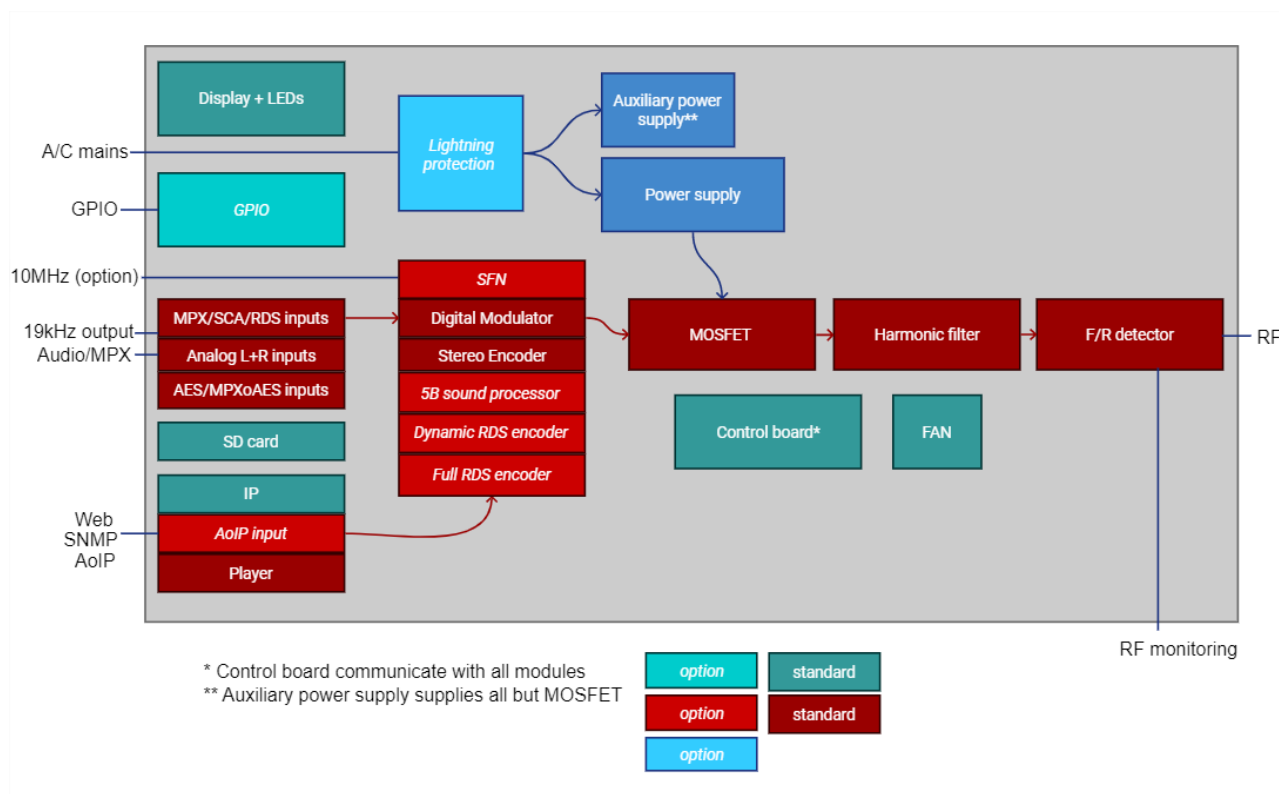 Display + LEDs
Auxiliary power
supply**
A/C mains
Lightning
protection
Power supply
GPIO
GPIO
10MHz (option)
SFN
MPX/SCA/RDS inputs
Digital Modulator
MOSFET
Harmonic filter
F/R detector
RF
19kHz output
Audio/MPX
Analog L+R inputs
Stereo Encoder
AES/MPXoAES inputs
5B sound processor
SD card
Dynamic RDS encoder
Control board*
FAN
Full RDS encoder
IP
Web
SNMP
AoIP
AoIP input
Player
RF monitoring
* Control board communicate with all modules
** Auxiliary power supply supplies all but MOSFET
option
standard
option
standard
option